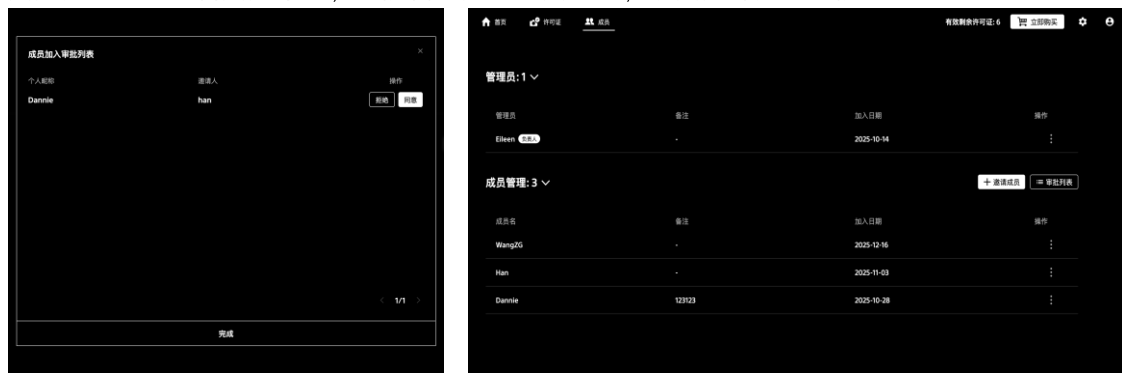 成员加入审批列表 ×
个人昵称 邀请人 操作
Dannie han 拒绝 同意
< 1/1 >
完成
首页 许可证 成员 有效剩余许可证: 6 立即购买
管理员: 1
管理员 备注 加入日期 操作
Eileen 负责人 - 2025-10-14
成员管理: 3 邀请成员 审批列表
成员名 备注 加入日期 操作
WangZG - 2025-12-16
Han - 2025-11-03
Dannie 123123 2025-10-28